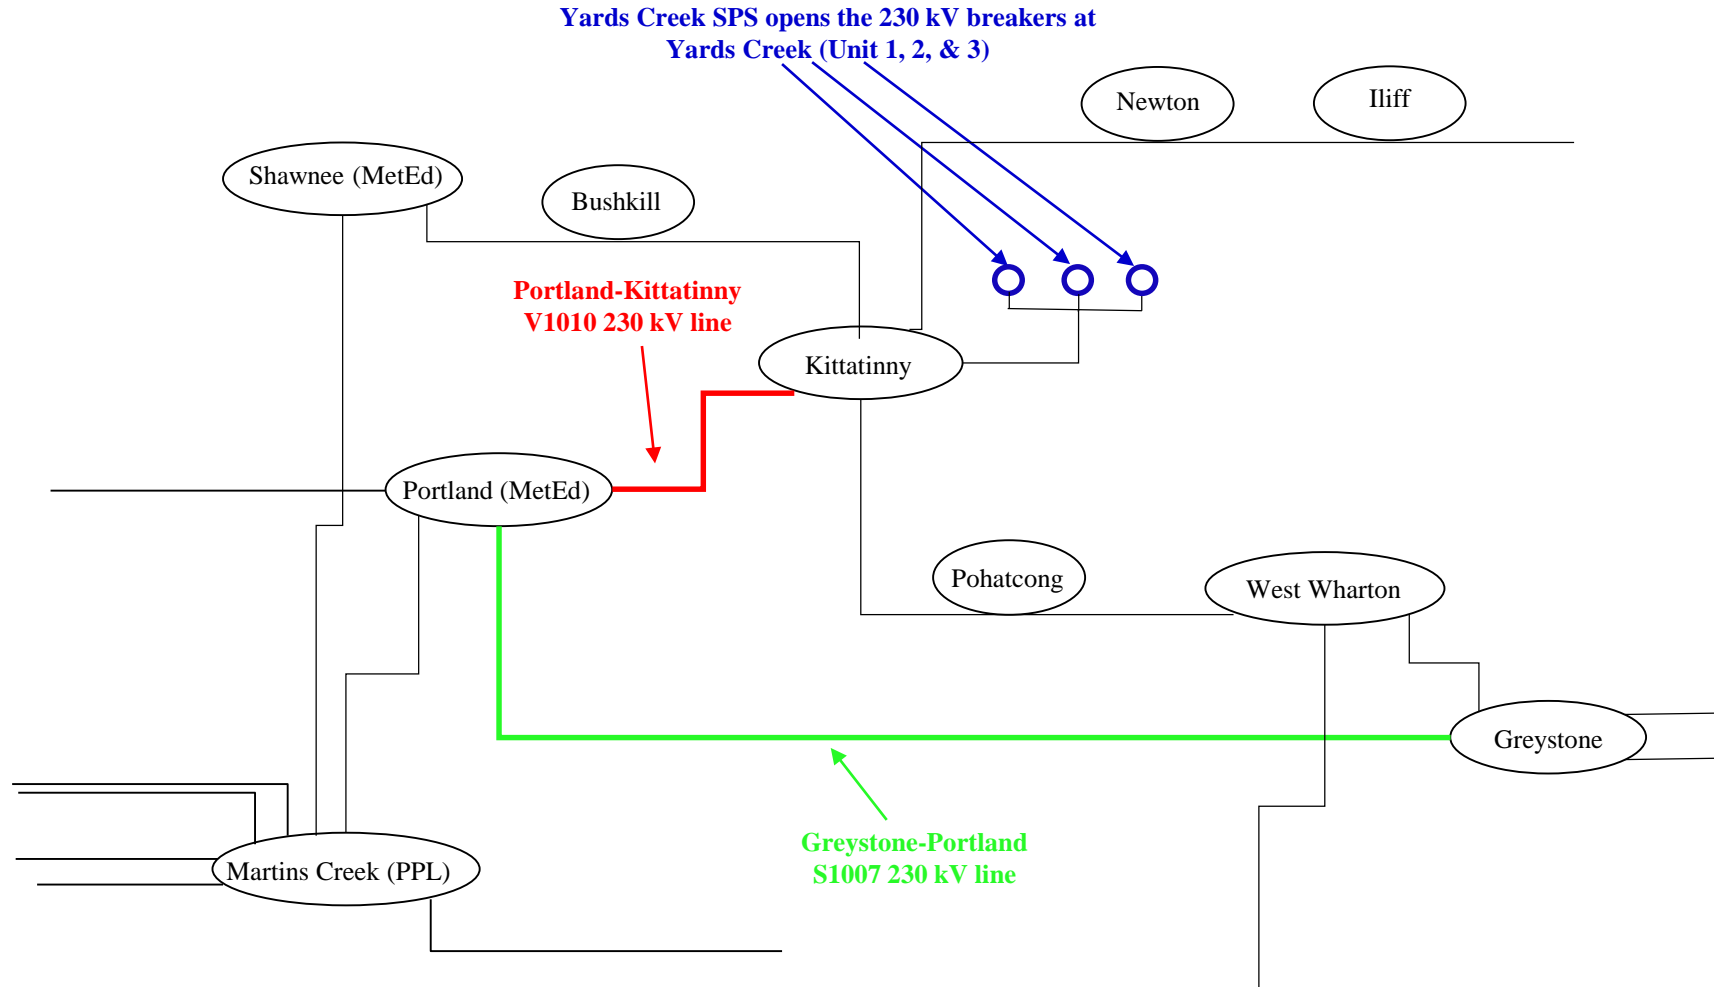 Yards Creek SPS opens the 230 kV breakers at
Yards Creek (Unit 1, 2, & 3)
Newton
Iliff
Shawnee (MetEd)
Bushkill
Portland-Kittatinny
V1010 230 kV line
Kittatinny
Portland (MetEd)
Pohatcong
West Wharton
Greystone
Greystone-Portland
S1007 230 kV line
Martins Creek (PPL)